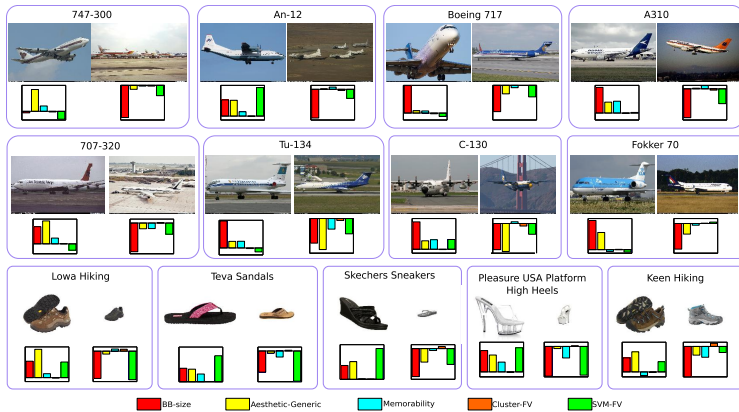 747-300
An-12
Boeing 717
A310
707-320
Tu-134
C-130
Fokker 70
Lowa Hiking
Teva Sandals
Skechers Sneakers
Pleasure USA Platform
High Heels
Keen Hiking
BB-size
Aesthetic-Generic
Memorability
Cluster-FV
SVM-FV